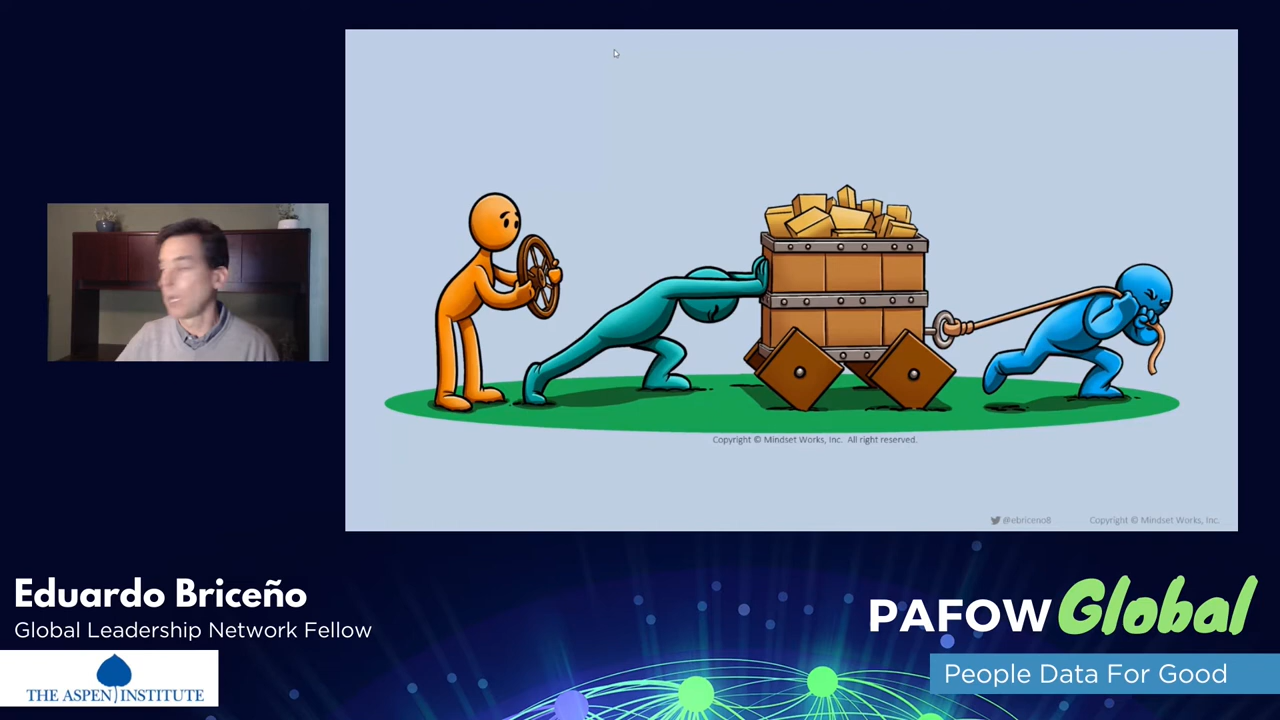 Copyright © Mindset Works, Inc. All right reserved.
@ebriceno8
Copyright © Mindset Works, Inc.
Eduardo Briceño
Global Leadership Network Fellow
THE ASPEN INSTITUTE
PAFOW Global
People Data For Good